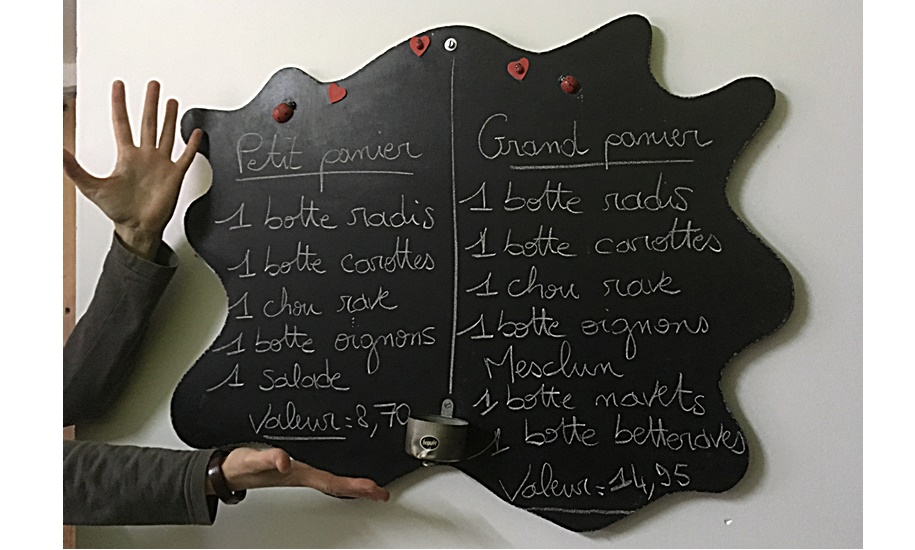 Petit panier
1 botte radis
1 botte carottes
1 chou rave
1 botte oignons
1 salade
Valeur = 8,70
Grand panier
1 botte radis
1 botte carottes
1 chou rave
1 botte oignons
Mesclun
1 botte navets
1 botte betteraves
Valeur = 14,95